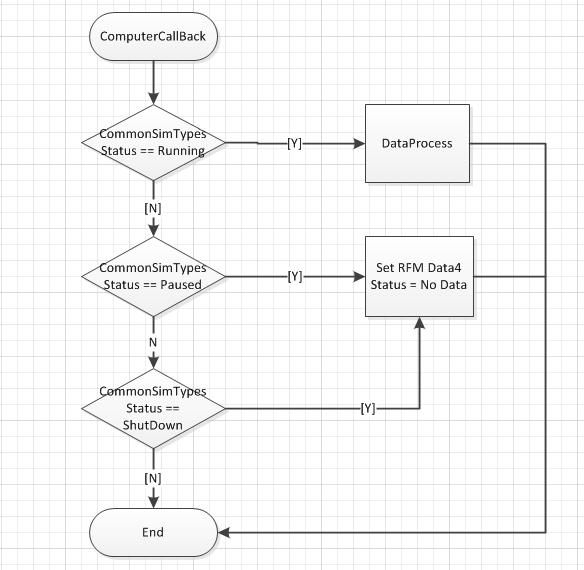 ComputerCallBack
CommonSimTypes
Status == Running
[Y]
DataProcess
[N]
CommonSimTypes
Status == Paused
[Y]
Set RFM Data4
Status = No Data
N
CommonSimTypes
Status ==
ShutDown
[Y]
[N]
End